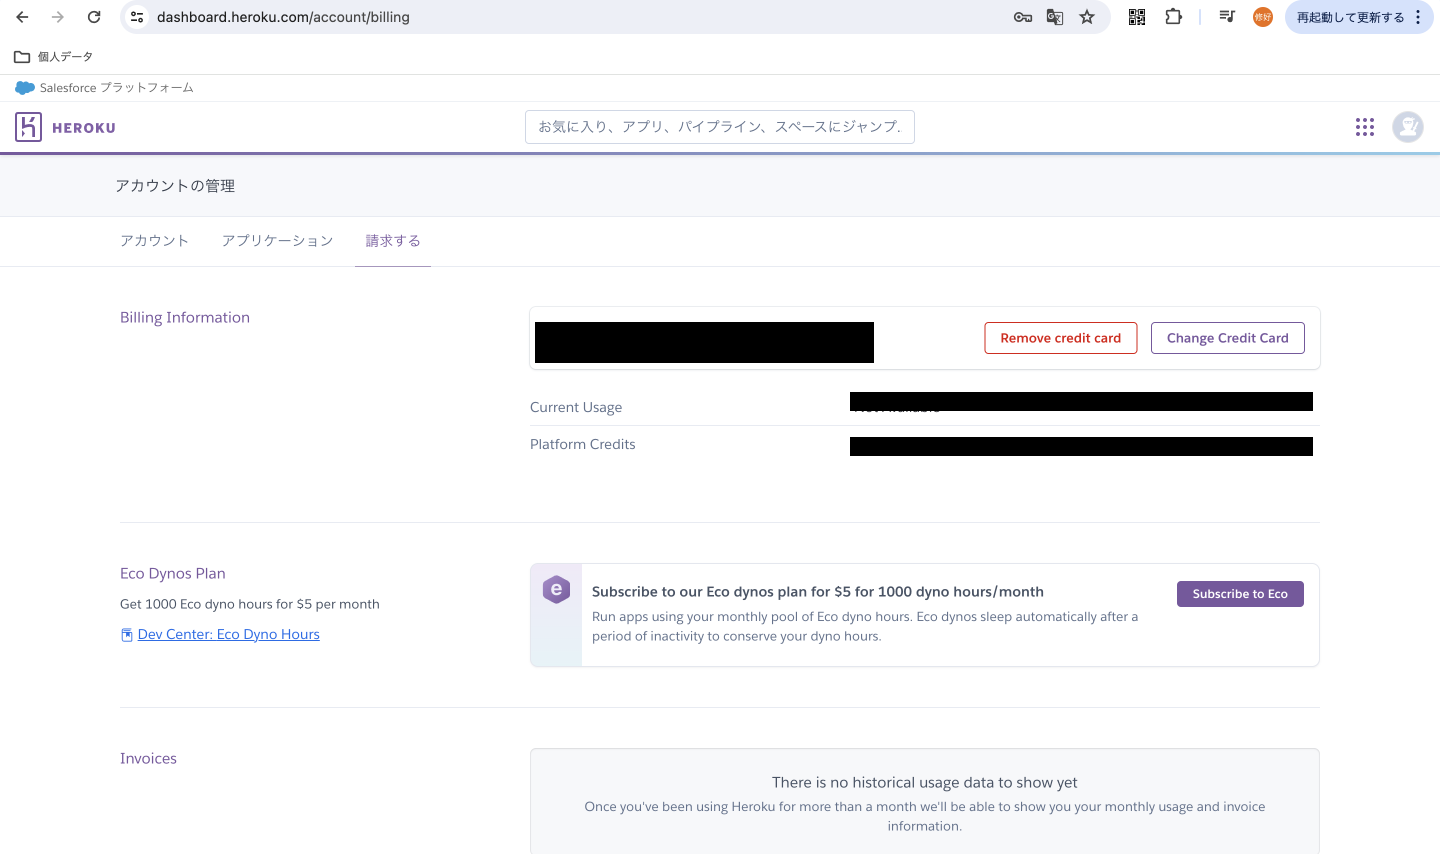 dashboard.heroku.com/account/billing
修好
再起動して更新する
個人データ
Salesforce プラットフォーム
HEROKU
お気に入り、アプリ、パイプライン、スペースにジャンプ.
アカウントの管理
アカウント アプリケーション 請求する
Billing Information
Remove credit card
Change Credit Card
Current Usage
Platform Credits
Eco Dynos Plan
Get 1000 Eco dyno hours for $5 per month
Dev Center: Eco Dyno Hours
e
Subscribe to our Eco dynos plan for $5 for 1000 dyno hours/month
Run apps using your monthly pool of Eco dyno hours. Eco dynos sleep automatically after a
period of inactivity to conserve your dyno hours.
Subscribe to Eco
Invoices
There is no historical usage data to show yet
Once you've been using Heroku for more than a month we'll be able to show you your monthly usage and invoice
information.